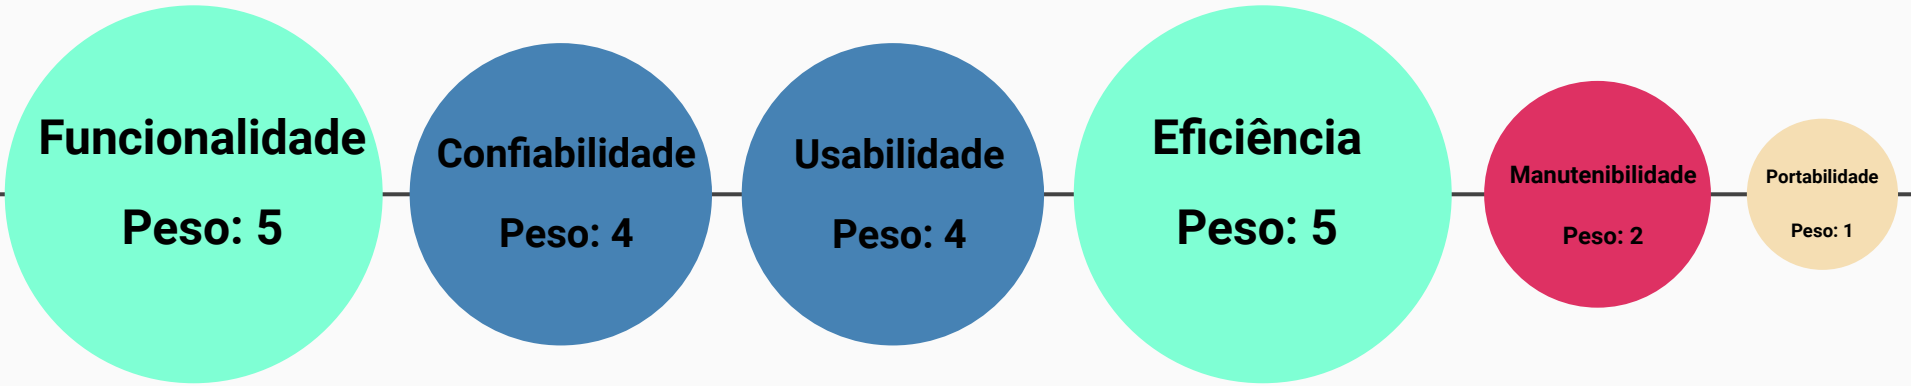 Funcionalidade
Peso: 5
Confiabilidade
Peso: 4
Usabilidade
Peso: 4
Eficiência
Peso: 5
Manutenibilidade
Peso: 2
Portabilidade
Peso: 1